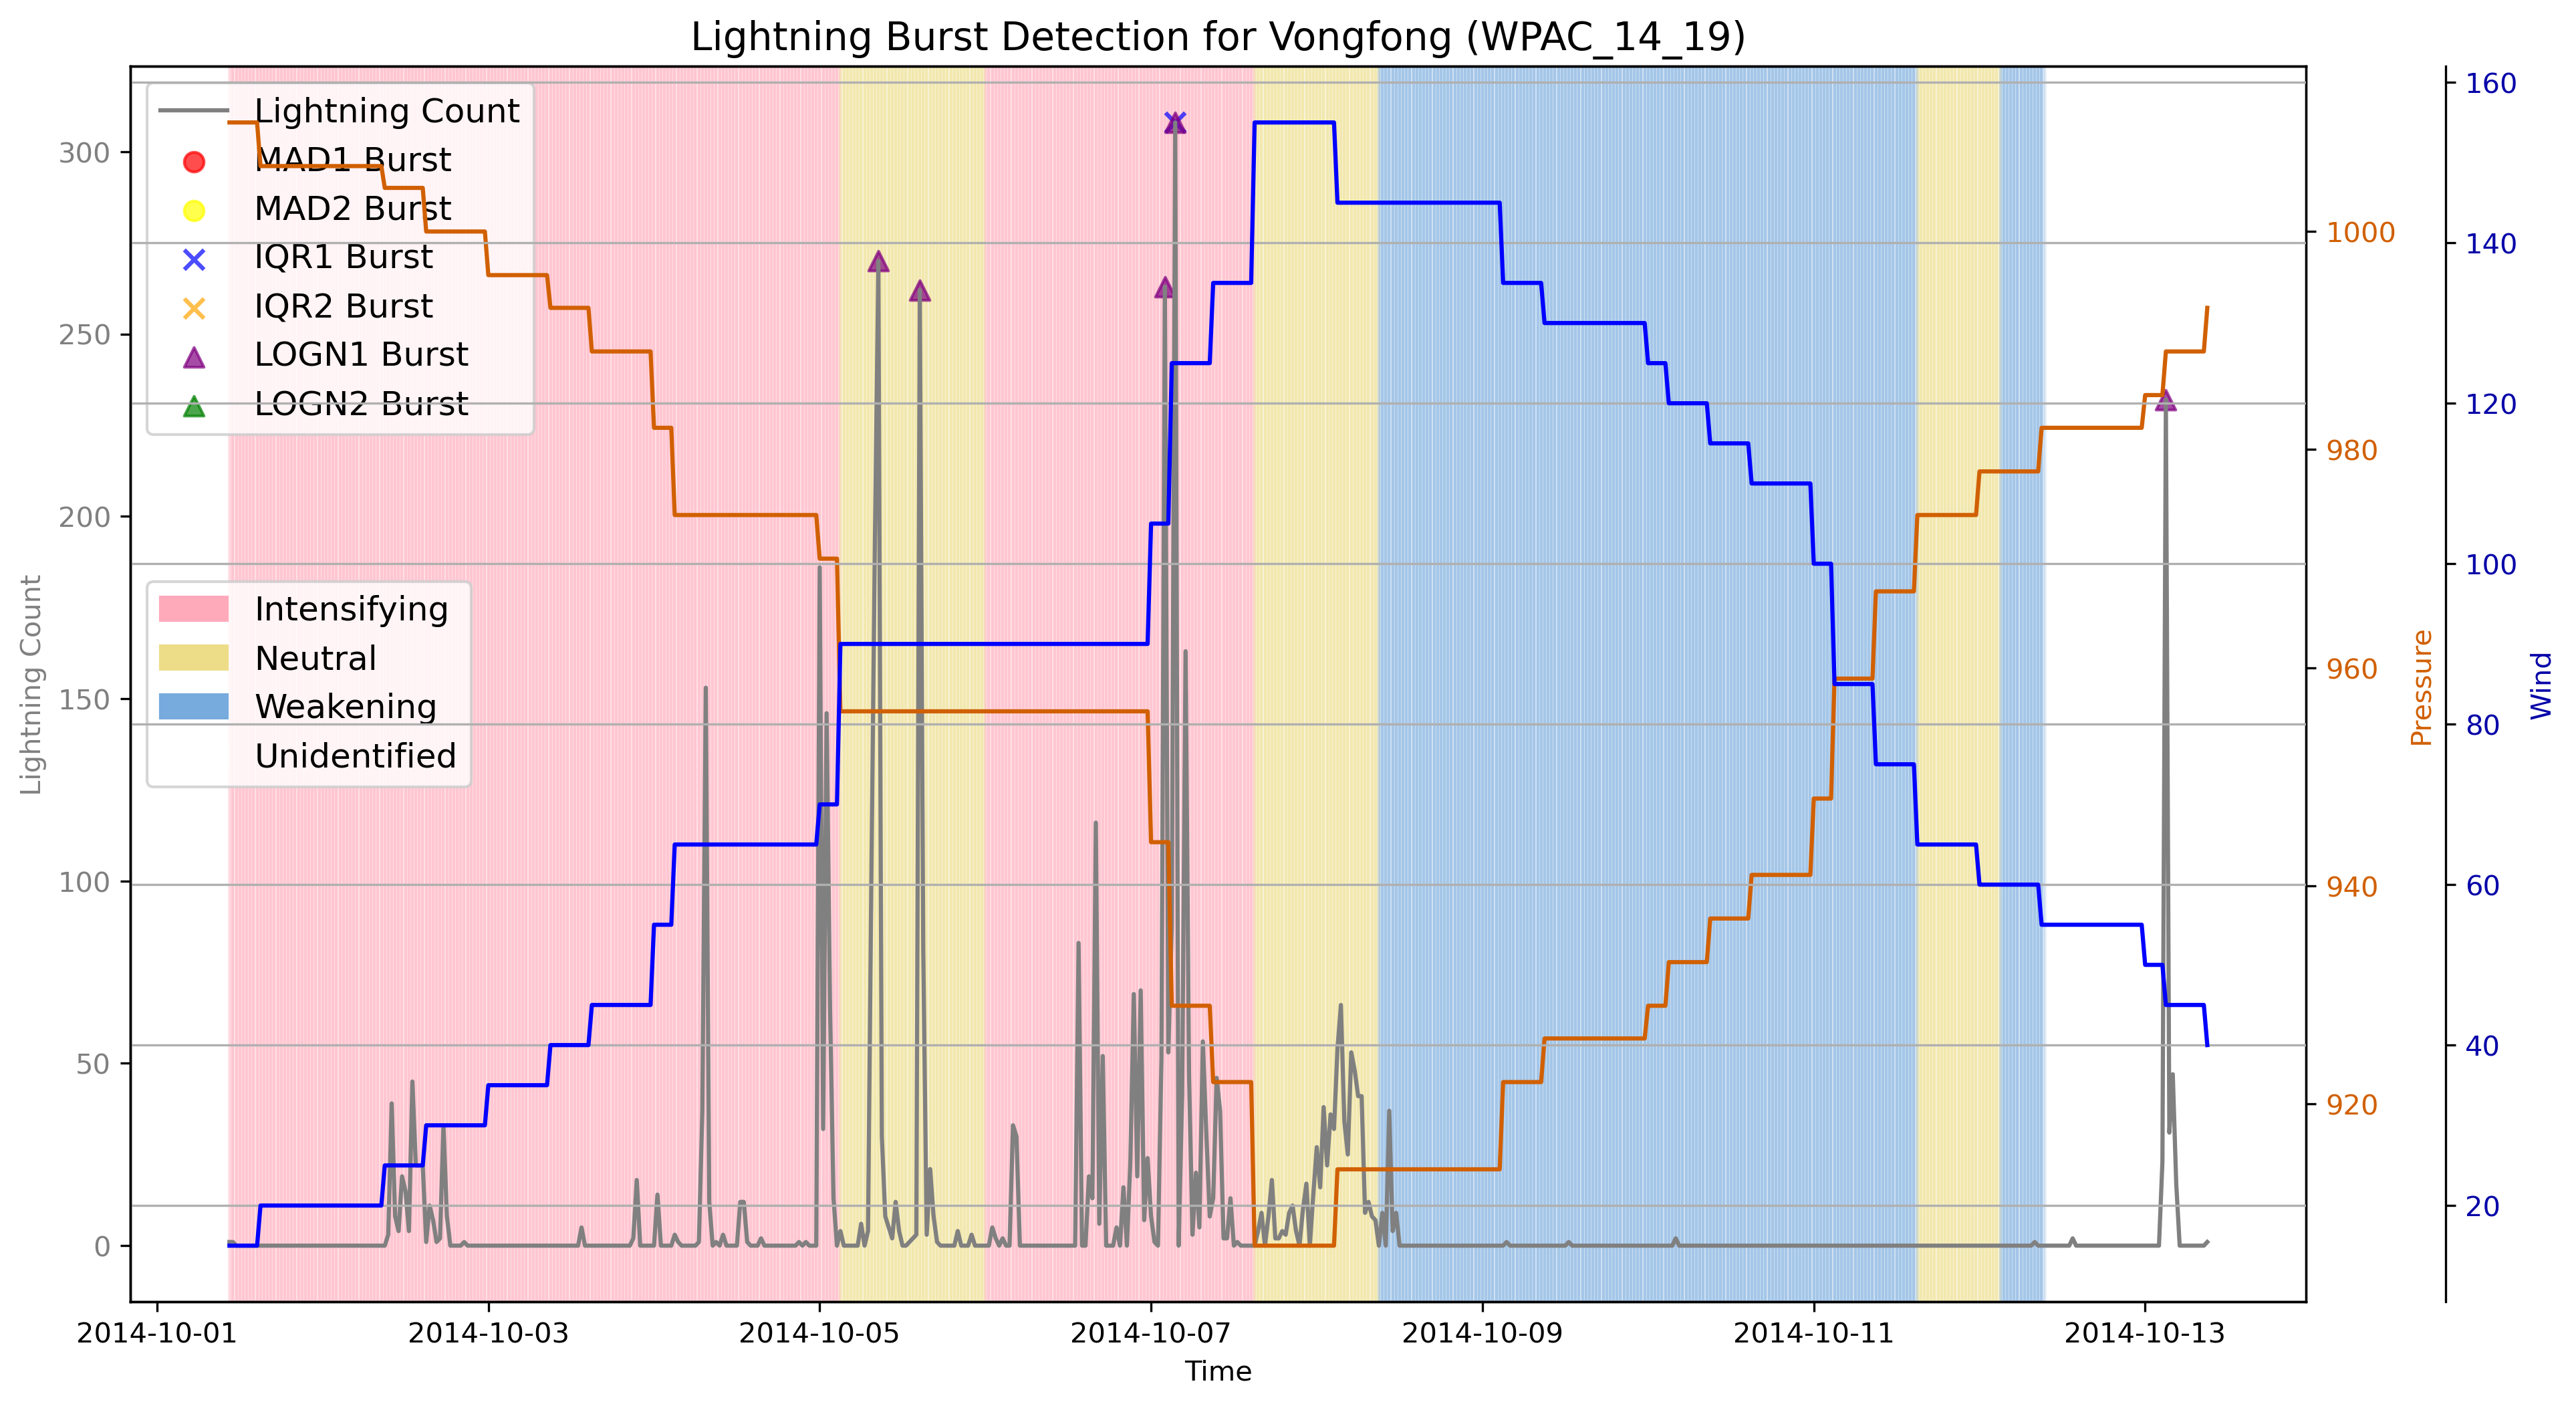 Lightning Burst Detection for Vongfong (WPAC_14_19)
Lightning Count
MAD1 Burst
MAD2 Burst
IQR1 Burst
IQR2 Burst
LOGN1 Burst
LOGN2 Burst
Intensifying
Neutral
Weakening
Unidentified
Lightning Count
300
250
200
150
100
50
0
1000
980
960
940
920
Pressure
160
140
120
100
80
60
40
20
Wind
2014-10-01
2014-10-03
2014-10-05
2014-10-07
2014-10-09
2014-10-11
2014-10-13
Time